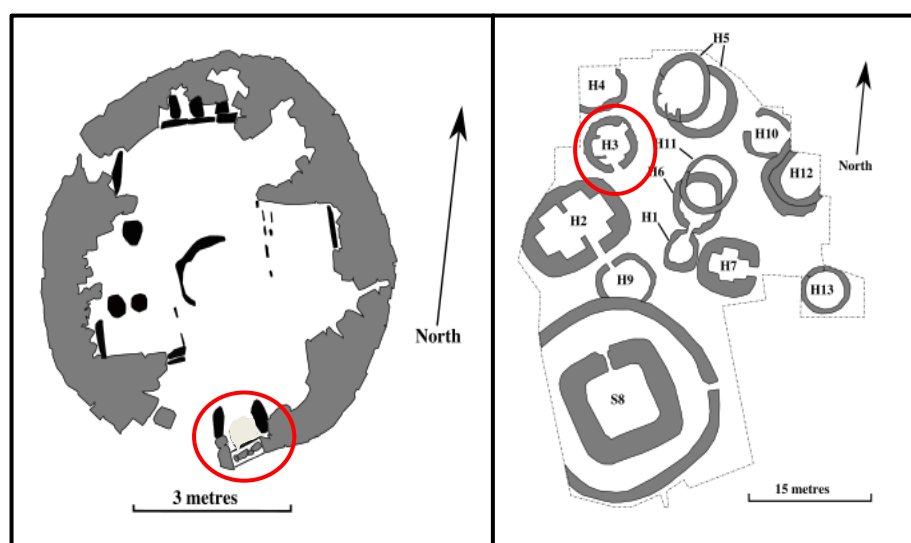 North
3 metres
H5
H4
H3
H10
H11
North
H12
H6
H2
H1
H7
H9
H13
S8
15 metres